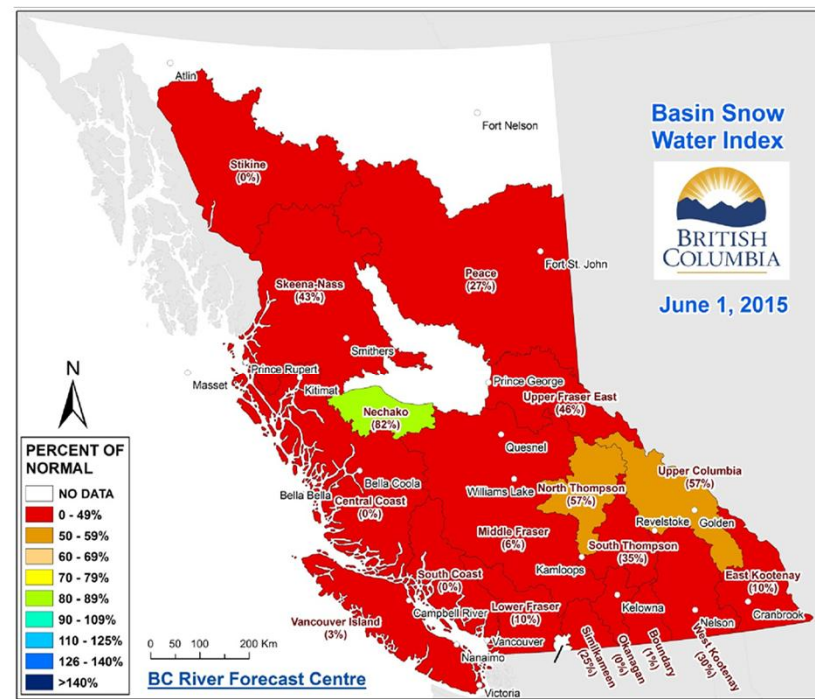 Atlin
Fort Nelson
Basin Snow
Water Index
BRITISH
COLUMBIA
June 1, 2015
Stikine
(0%)
Peace
(27%)
Fort St. John
Skeena-Nass
(43%)
Smithers
N
Masset
Prince Rupert
Kitimat
Prince George
Upper Fraser East
(46%)
Nechako
(82%)
Quesnel
Bella Coola
Williams Lake
North Thompson
(57%)
Upper Columbia
(57%)
Bella Bella
Central Coast
(0%)
Revelstoke
Golden
Middle Fraser
(6%)
South Thompson
(35%)
Kamloops
South Coast
(0%)
East Kootenay
(10%)
Campbell River
Lower Fraser
(10%)
Kelowna
Nelson
Cranbrook
Vancouver Island
(3%)
Vancouver
Nanaimo
Victoria
Similkameen
(25%)
Okanagan
(0%)
Boundary
(1%)
West Kootenay
(30%)
PERCENT OF
NORMAL
NO DATA
0 - 49%
50 - 59%
60 - 69%
70 - 79%
80 - 89%
90 - 109%
110 - 125%
126 - 140%
>140%
0 50 100 200 Km
BC River Forecast Centre